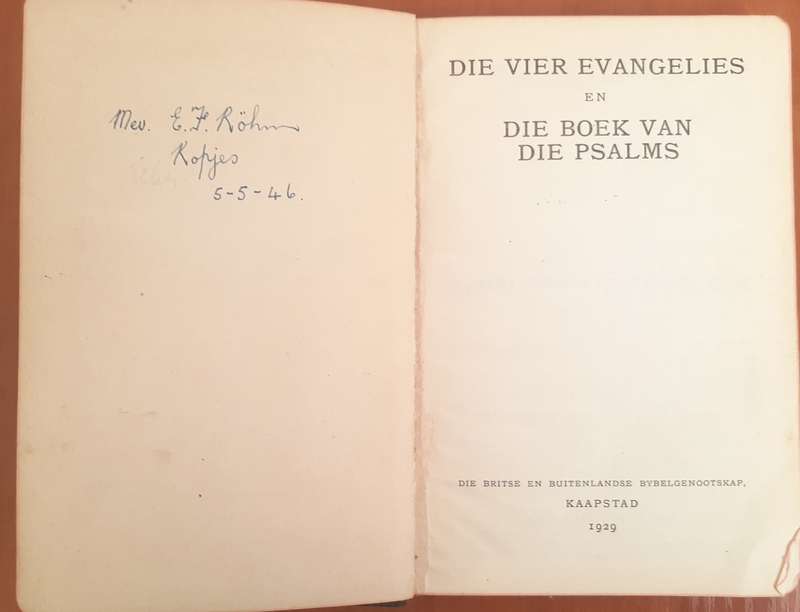 Mev. E. F. Röhm
Kopjes
5-5-46.
DIE VIER EVANGELIES
EN
DIE BOEK VAN
DIE PSALMS
DIE BRITSE EN BUITENLANDSE BYBELGENOOTSKAP,
KAAPSTAD
1929